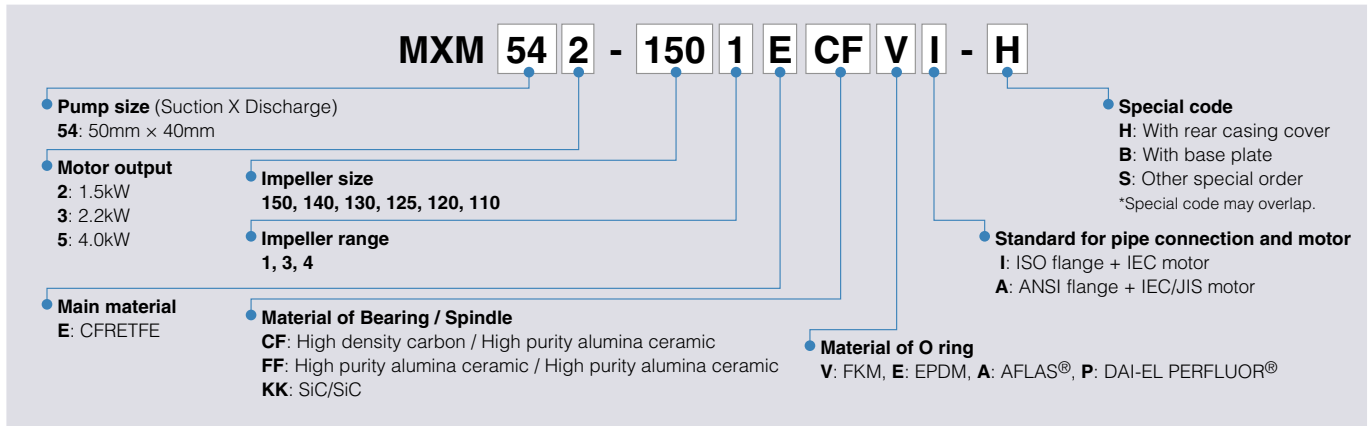 MXM 54 2 - 150 1 E CF V I - H
Pump size (Suction X Discharge)
54: 50mm × 40mm
Motor output
2: 1.5kW
3: 2.2kW
5: 4.0kW
Impeller size
150, 140, 130, 125, 120, 110
Impeller range
1, 3, 4
Main material
E: CFRETFE
Material of Bearing / Spindle
CF: High density carbon / High purity alumina ceramic
FF: High purity alumina ceramic / High purity alumina ceramic
KK: SiC/SiC
Material of O ring
V: FKM, E: EPDM, A: AFLAS®, P: DAI-EL PERFLUOR®
Standard for pipe connection and motor
I: ISO flange + IEC motor
A: ANSI flange + IEC/JIS motor
Special code
H: With rear casing cover
B: With base plate
S: Other special order
*Special code may overlap.